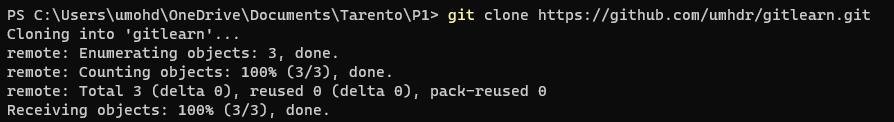 PS C:\Users\umohd\OneDrive\Documents\Tarento\P1> git clone https://github.com/umhdr/gitlearn.git
Cloning into 'gitlearn'...
remote: Enumerating objects: 3, done.
remote: Counting objects: 100% (3/3), done.
remote: Total 3 (delta 0), reused 0 (delta 0), pack-reused 0
Receiving objects: 100% (3/3), done.